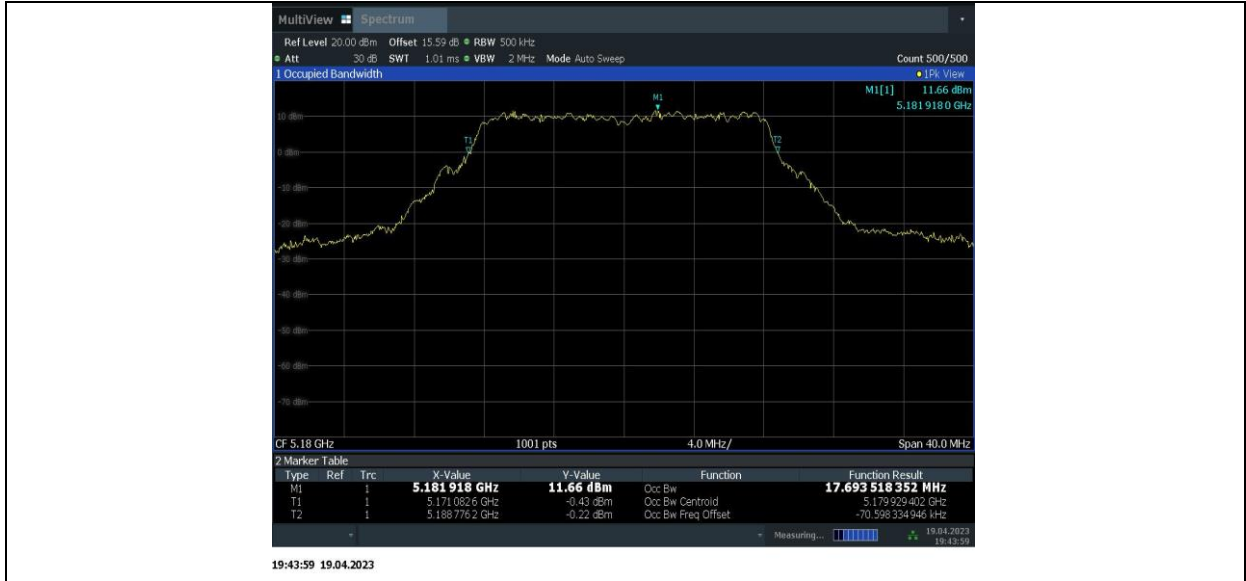 MultiView Spectrum
Ref Level 20.00 dBm Offset 15.59 dB RBW 500 kHz
Att 30 dB SWT 1.01 ms VBW 2 MHz Mode Auto Sweep Count 500/500
1 Occupied Bandwidth 1Pk View
M1[1] 11.66 dBm
5.1819180 GHz
M1
10 dBm
T1 T2
0 dBm
-10 dBm
-20 dBm
-30 dBm
-40 dBm
-50 dBm
-60 dBm
-70 dBm
CF 5.18 GHz 1001 pts 4.0 MHz/ Span 40.0 MHz
2 Marker Table
Type Ref Trc X-Value Y-Value Function Function Result
M1 1 5.181 918 GHz 11.66 dBm Occ Bw 17.693 518 352 MHz
T1 1 5.171 082 6 GHz -0.43 dBm Occ Bw Centroid 5.179 929 402 GHz
T2 1 5.188 776 2 GHz -0.22 dBm Occ Bw Freq Offset -70.598 334 946 kHz
Measuring... 19.04.2023
19:43:59
19:43:59 19.04.2023